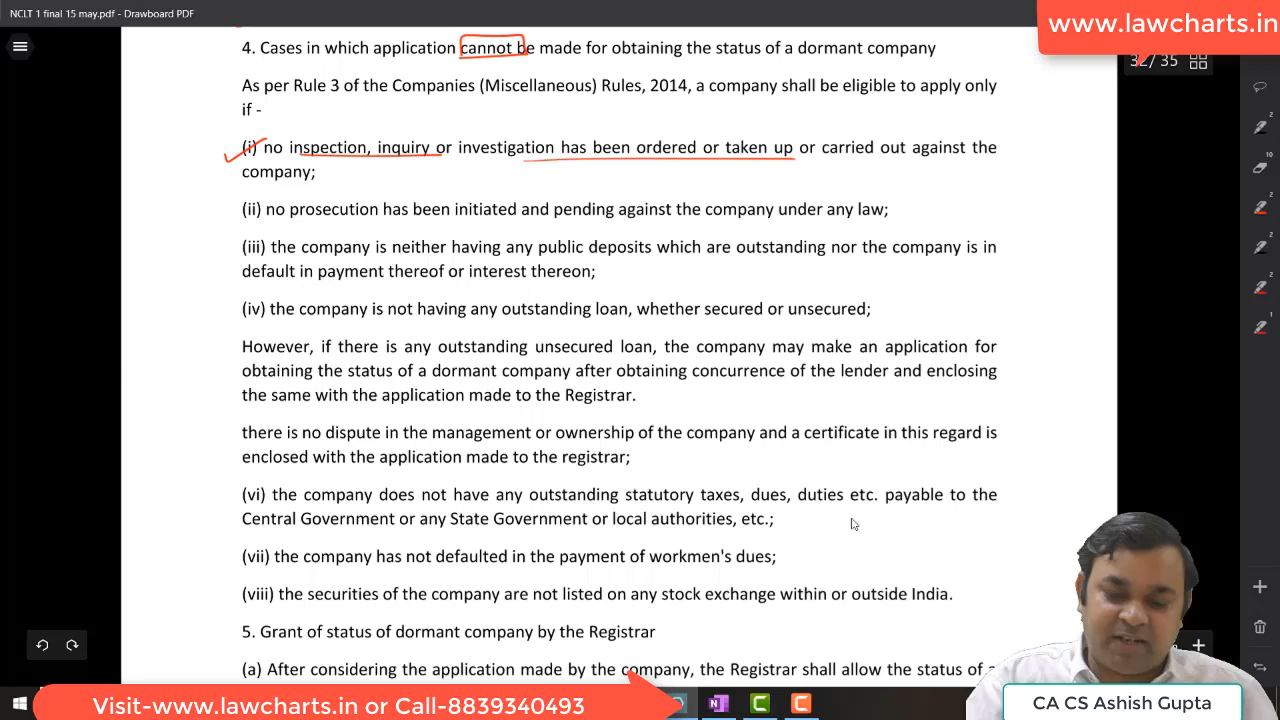 NCLT 1 final 15 may.pdf - Drawboard PDF
www.lawcharts.in
4. Cases in which application cannot be made for obtaining the status of a dormant company
32/ 35
As per Rule 3 of the Companies (Miscellaneous) Rules, 2014, a company shall be eligible to apply only
if -
(i) no inspection, inquiry or investigation has been ordered or taken up or carried out against the
company;
(ii) no prosecution has been initiated and pending against the company under any law;
(iii) the company is neither having any public deposits which are outstanding nor the company is in
default in payment thereof or interest thereon;
(iv) the company is not having any outstanding loan, whether secured or unsecured;
However, if there is any outstanding unsecured loan, the company may make an application for
obtaining the status of a dormant company after obtaining concurrence of the lender and enclosing
the same with the application made to the Registrar.
there is no dispute in the management or ownership of the company and a certificate in this regard is
enclosed with the application made to the registrar;
(vi) the company does not have any outstanding statutory taxes, dues, duties etc. payable to the
Central Government or any State Government or local authorities, etc.;
(vii) the company has not defaulted in the payment of workmen's dues;
(viii) the securities of the company are not listed on any stock exchange within or outside India.
5. Grant of status of dormant company by the Registrar
(a) After considering the application made by the company, the Registrar shall allow the status of a
2
10
2
2
2
2
1
Visit-www.lawcharts.in or Call-8839340493
CA CS Ashish Gupta